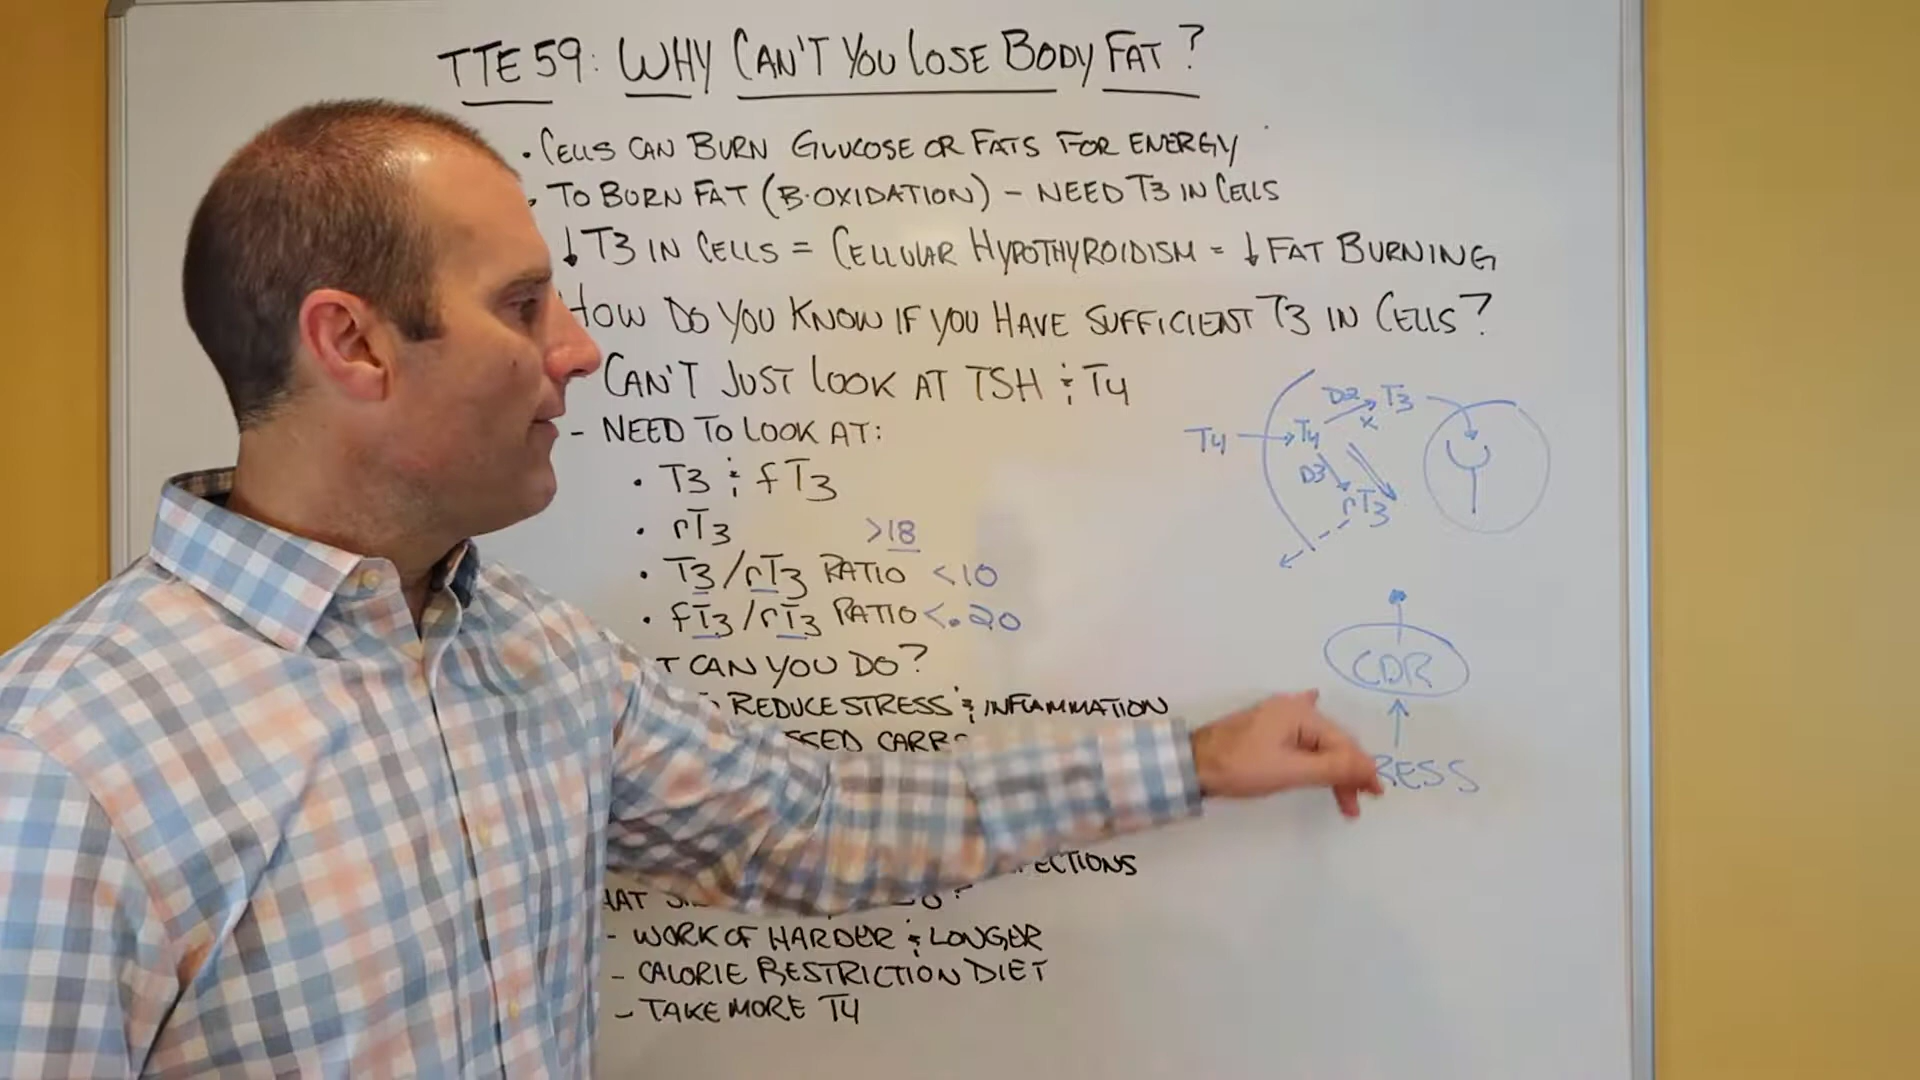 TTE 59: WHY CAN'T YOU LOSE BODY FAT?
• CELLS CAN BURN GLUCOSE OR FATS FOR ENERGY
• TO BURN FAT (B-OXIDATION) - NEED T3 IN CELLS
↓T3 IN CELLS = CELLULAR HYPOTHYROIDISM = ↓ FAT BURNING
HOW DO YOU KNOW IF YOU HAVE SUFFICIENT T3 IN CELLS?
CAN'T JUST LOOK AT TSH & T4
- NEED TO LOOK AT:
• T3 & fT3
• rT3 >18
• T3/rT3 RATIO <10
• fT3/rT3 RATIO <.20
CAN YOU DO?
REDUCE STRESS & INFLAMMATION
- WORK OF HARDER & LONGER
- CALORIE RESTRICTION DIET
- TAKE MORE T4
T4 → T4 D2 T3
X
D3
rT3
CDR